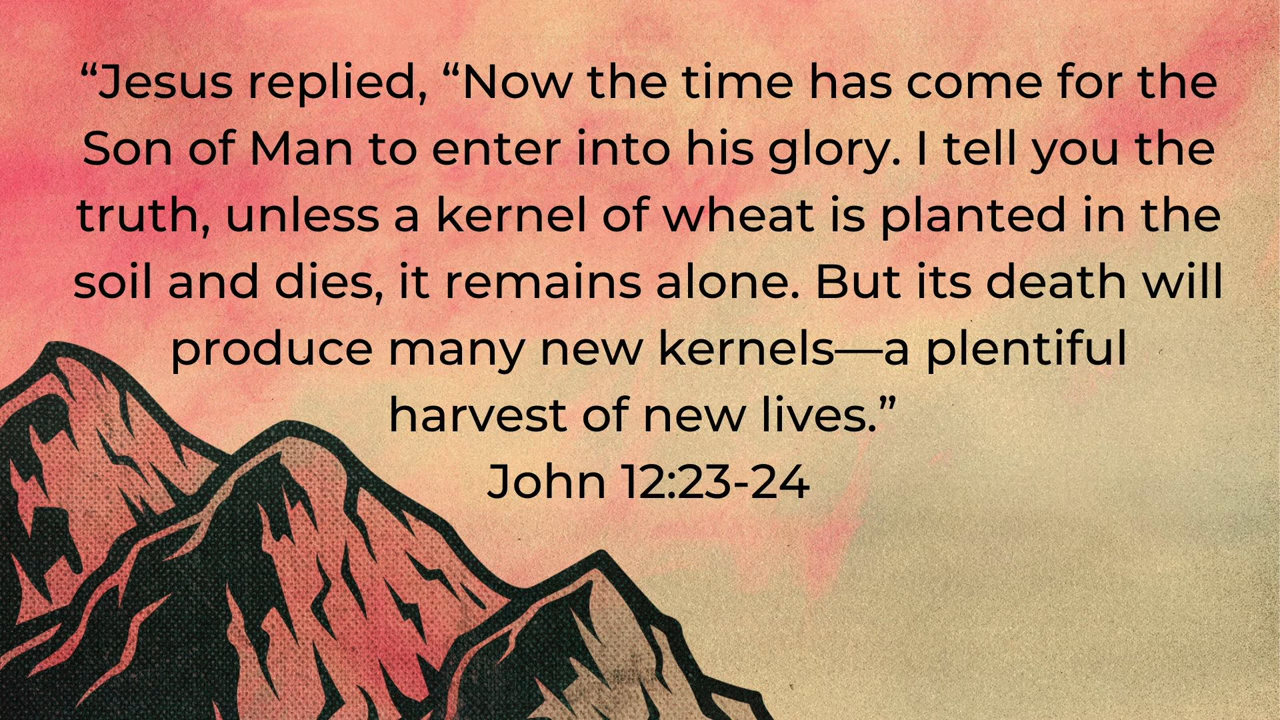 “Jesus replied, “Now the time has come for the
Son of Man to enter into his glory. I tell you the
truth, unless a kernel of wheat is planted in the
soil and dies, it remains alone. But its death will
produce many new kernels—a plentiful
harvest of new lives.”
John 12:23-24